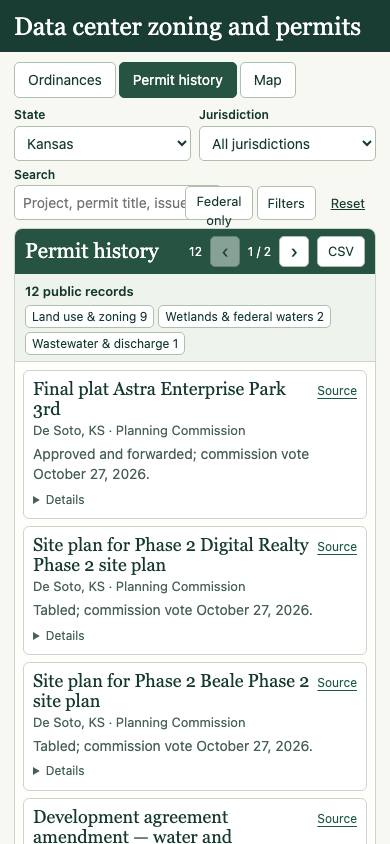 Data center zoning and permits
Ordinances
Permit history
Map
State
Jurisdiction
Kansas
All jurisdictions
Search
Project, permit title, issue
Federal only
Filters
Reset
Permit history
12
‹
1 / 2
›
CSV
12 public records
Land use & zoning 9
Wetlands & federal waters 2
Wastewater & discharge 1
Final plat Astra Enterprise Park
3rd
Source
De Soto, KS · Planning Commission
Approved and forwarded; commission vote
October 27, 2026.
▶ Details
Site plan for Phase 2 Digital Realty
Phase 2 site plan
Source
De Soto, KS · Planning Commission
Tabled; commission vote October 27, 2026.
▶ Details
Site plan for Phase 2 Beale Phase 2
site plan
Source
De Soto, KS · Planning Commission
Tabled; commission vote October 27, 2026.
▶ Details
Development agreement
amendment — water and
Source